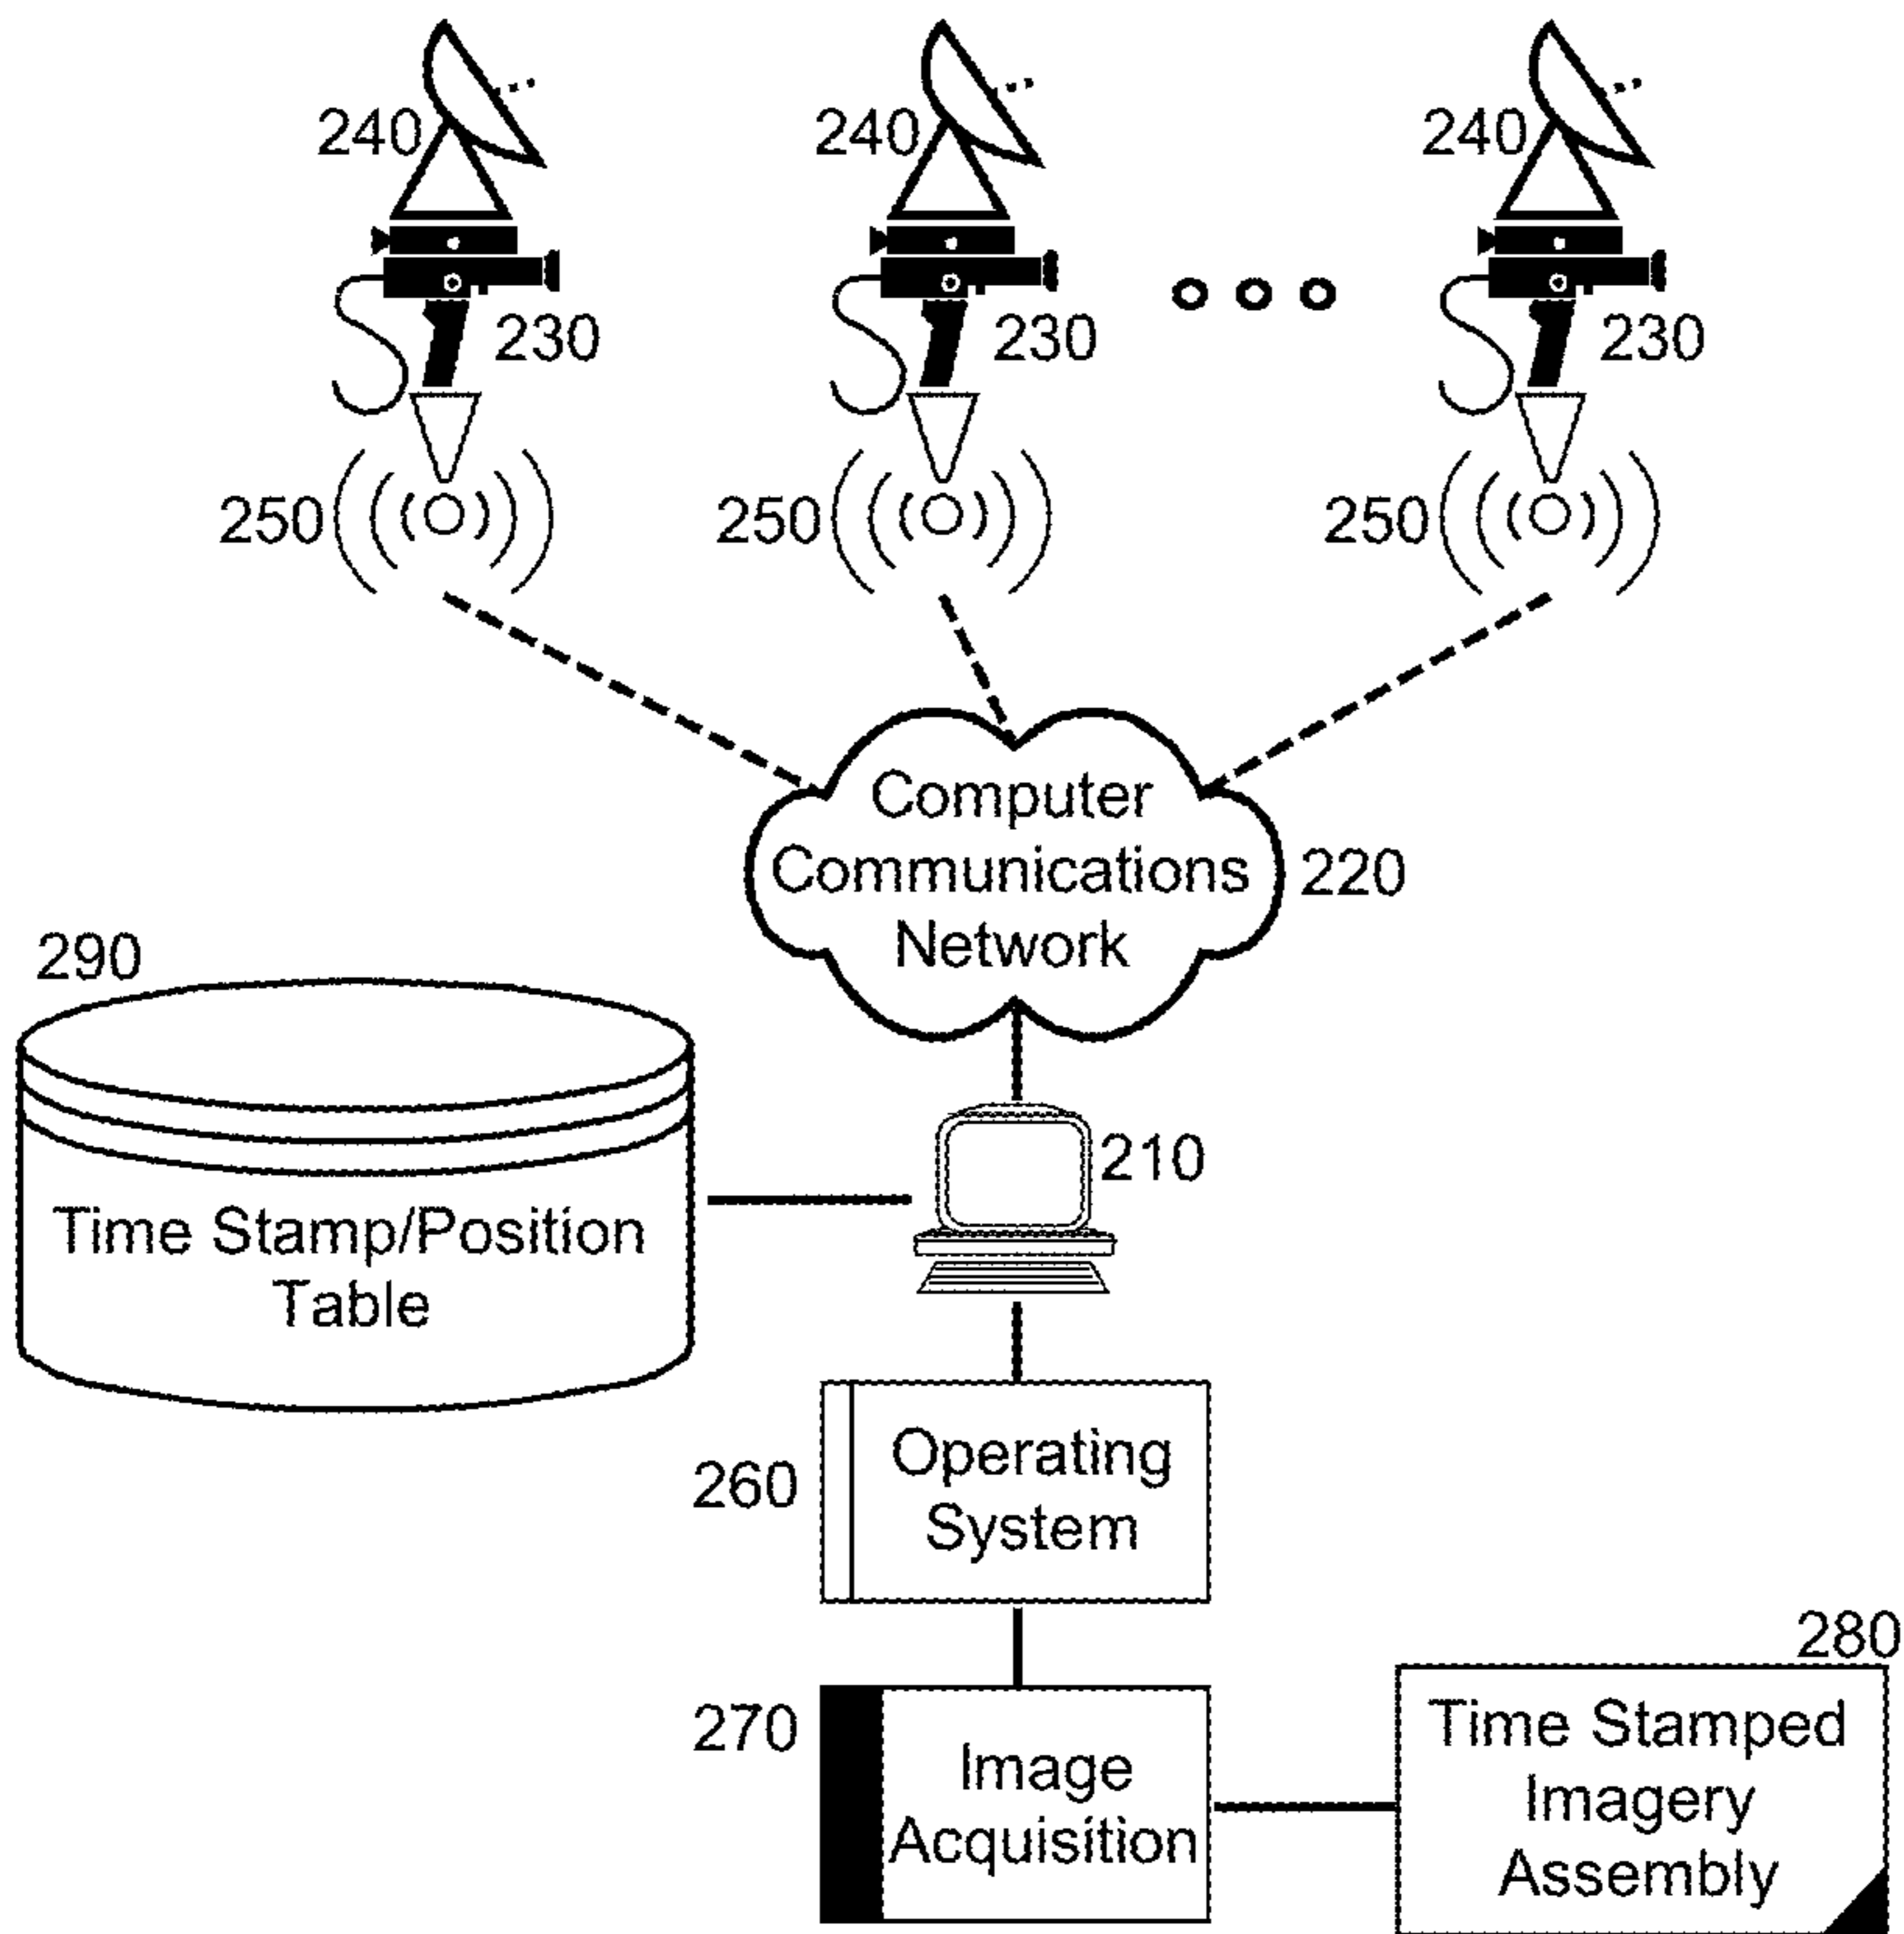 240
240
240
230
230
230
250
250
250
Computer
Communications
Network
220
290
Time Stamp/Position
Table
210
Operating
System
260
270
Image
Acquisition
280
Time Stamped
Imagery
Assembly